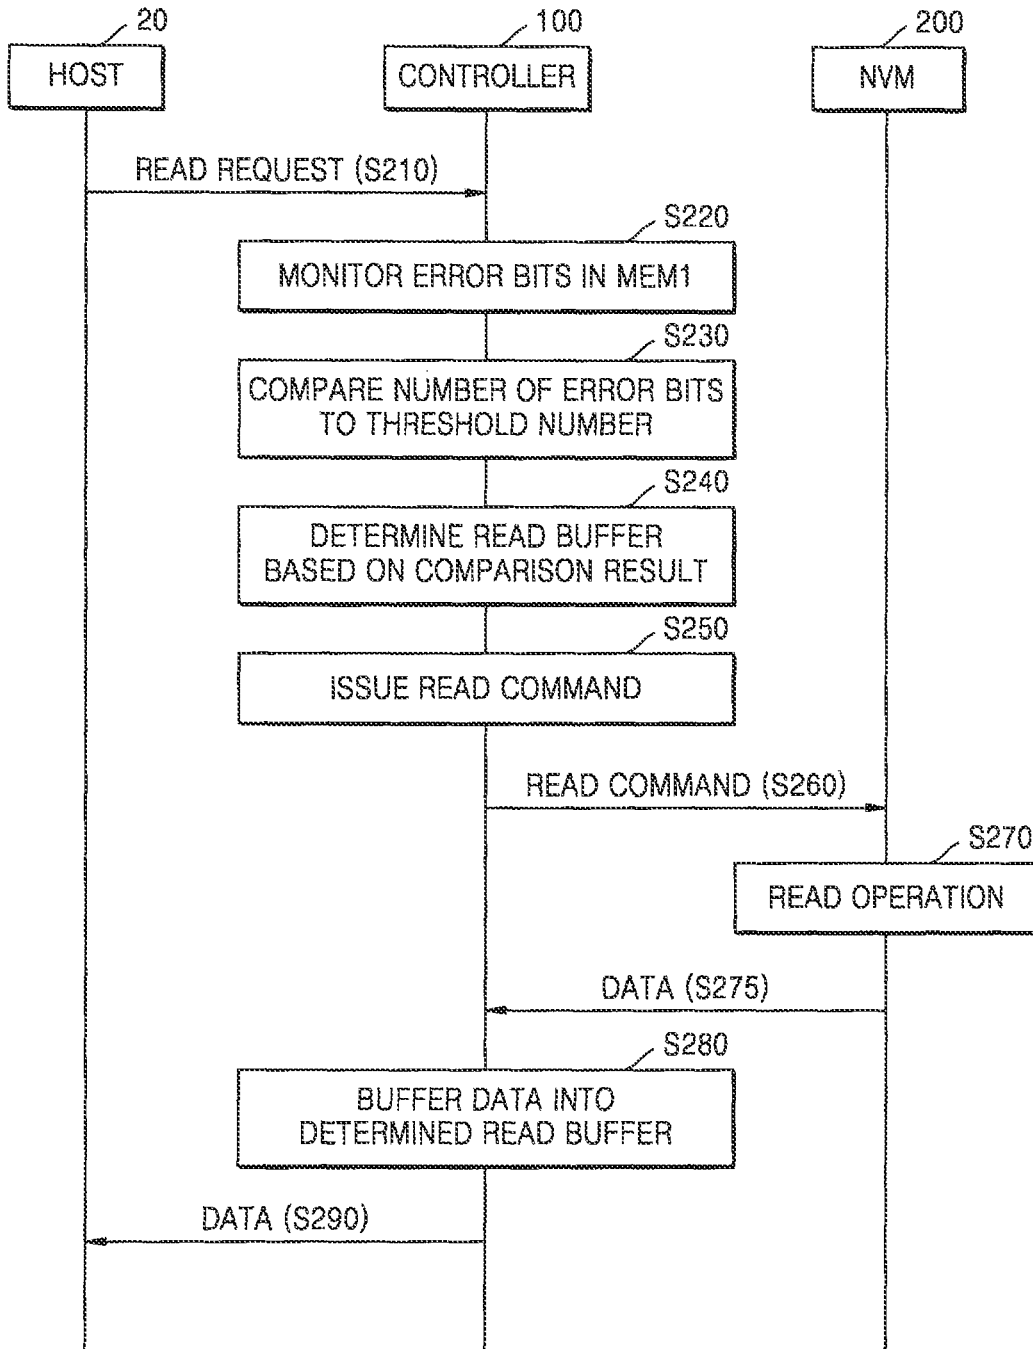 20
100
200
HOST
CONTROLLER
NVM
READ REQUEST (S210)
S220
MONITOR ERROR BITS IN MEM1
S230
COMPARE NUMBER OF ERROR BITS
TO THRESHOLD NUMBER
S240
DETERMINE READ BUFFER
BASED ON COMPARISON RESULT
S250
ISSUE READ COMMAND
READ COMMAND (S260)
S270
READ OPERATION
DATA (S275)
S280
BUFFER DATA INTO
DETERMINED READ BUFFER
DATA (S290)